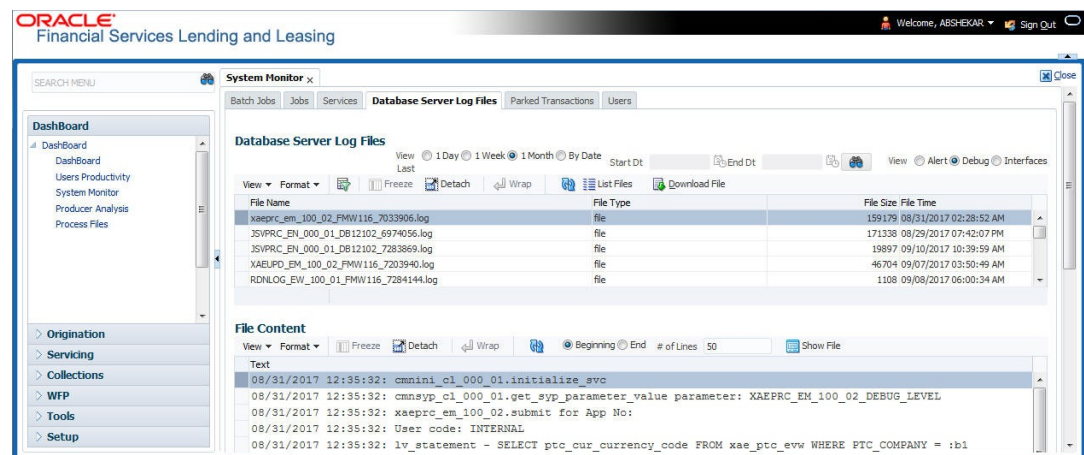 ORACLE®
Financial Services Lending and Leasing
Welcome, ABSHEKAR
Sign Out
SEARCH MENU
System Monitor x
Close
Batch Jobs Jobs Services Database Server Log Files Parked Transactions Users
DashBoard
DashBoard
DashBoard
Users Productivity
System Monitor
Producer Analysis
Process Files
Origination
Servicing
Collections
WFP
Tools
Setup
Database Server Log Files
View Last 1 Day 1 Week 1 Month By Date Start Dt End Dt View Alert Debug Interfaces
View Format Freeze Detach Wrap List Files Download File
File Name File Type File Size File Time
xaeprc_em_100_02_FMW116_7033906.log file 159179 08/31/2017 02:28:52 AM
JSVPRC_EN_000_01_DB12102_6974056.log file 171338 08/29/2017 07:42:07 PM
JSVPRC_EN_000_01_DB12102_7283869.log file 19897 09/10/2017 10:39:59 AM
XAEUPD_EM_100_02_FMW116_7203940.log file 46704 09/07/2017 03:50:49 AM
RDNLOG_EW_100_01_FMW116_7284144.log file 1108 09/08/2017 06:00:34 AM
File Content
View Format Freeze Detach Wrap Beginning End # of Lines 50 Show File
Text
08/31/2017 12:35:32: cmnini_cl_000_01.initialize_svc
08/31/2017 12:35:32: cmnsyp_cl_000_01.get_syp_parameter_value parameter: XAEPRC_EM_100_02_DEBUG_LEVEL
08/31/2017 12:35:32: xaeprc_em_100_02.submit for App No:
08/31/2017 12:35:32: User code: INTERNAL
08/31/2017 12:35:32: lv_statement - SELECT ptc_cur_currency_code FROM xae_ptc_evw WHERE PTC_COMPANY = :b1